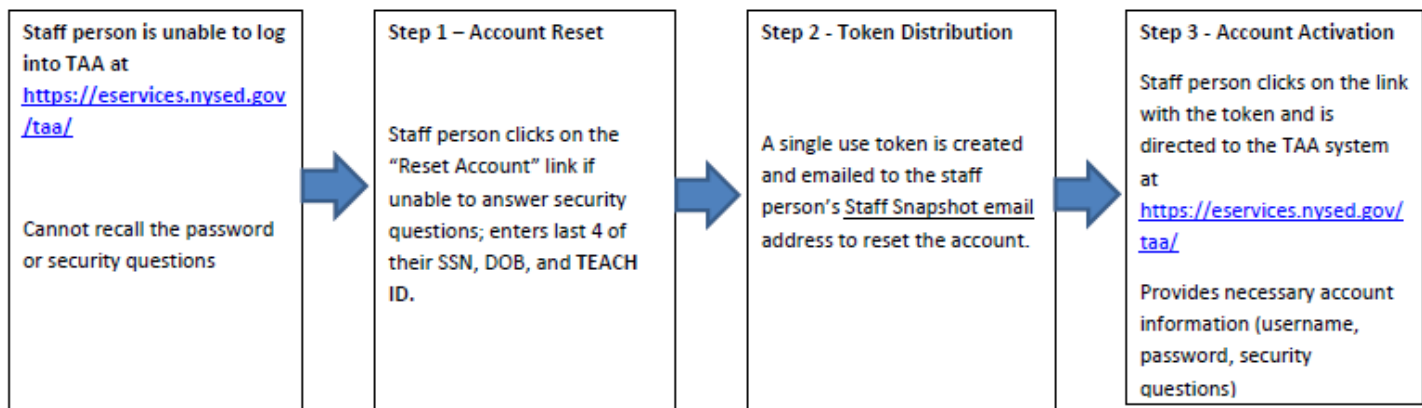 Staff person is unable to log
into TAA at
https://eservices.nysed.gov
/taa/
Cannot recall the password
or security questions
Step 1 – Account Reset
Staff person clicks on the
“Reset Account” link if
unable to answer security
questions; enters last 4 of
their SSN, DOB, and TEACH
ID.
Step 2 - Token Distribution
A single use token is created
and emailed to the staff
person’s Staff Snapshot email
address to reset the account.
Step 3 - Account Activation
Staff person clicks on the link
with the token and is
directed to the TAA system
at
https://eservices.nysed.gov/
taa/
Provides necessary account
information (username,
password, security
questions)